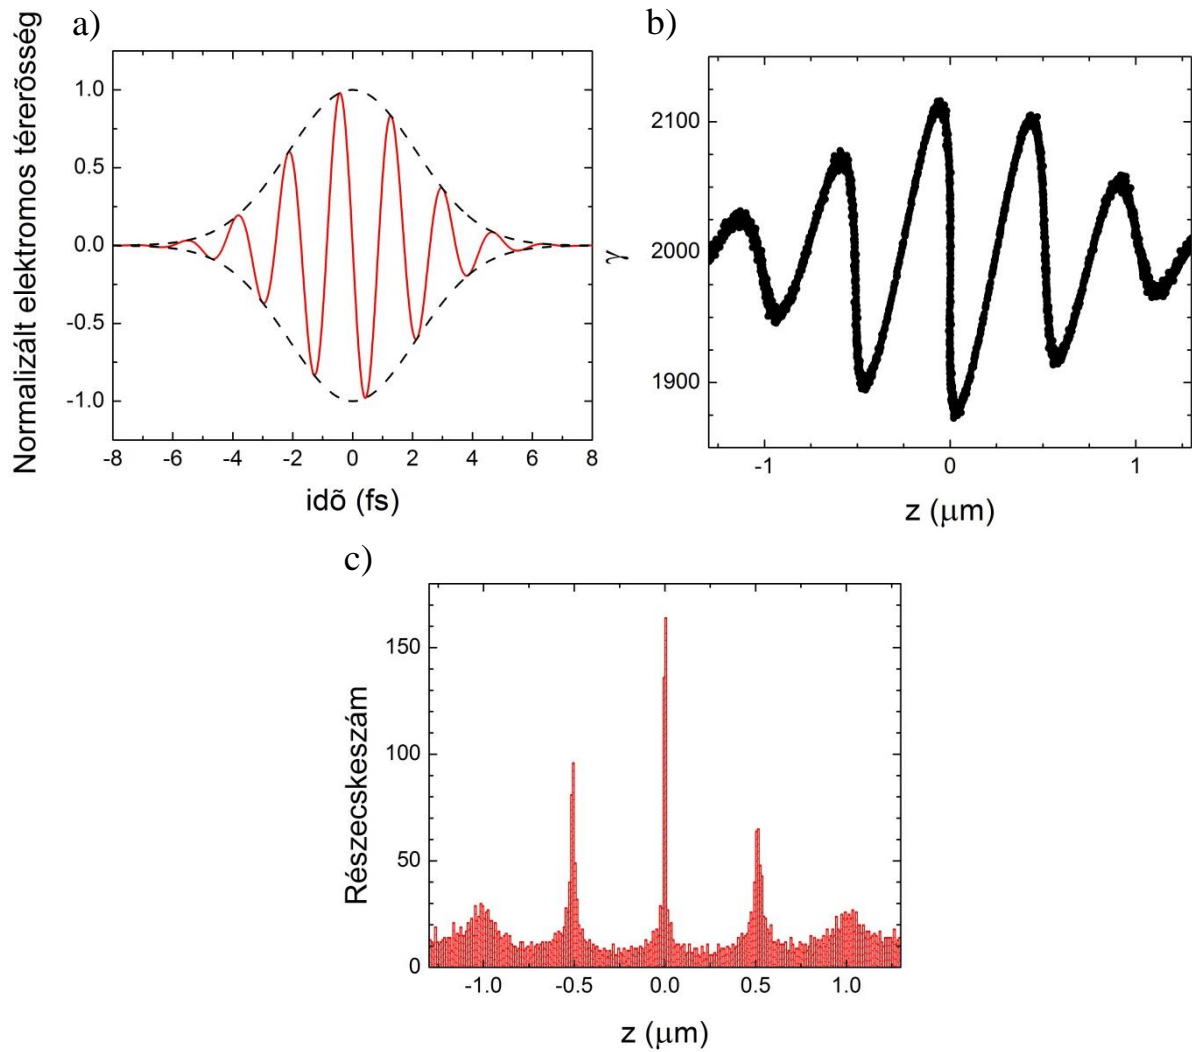 a)
Normalizált elektromos térerõsség
1.0
0.5
0.0
-0.5
-1.0
-8 -6 -4 -2 0 2 4 6 8
idõ (fs)
b)
γ
2100
2000
1900
-1 0 1
z (μm)
c)
Részecskeszám
150
100
50
0
-1.0 -0.5 0.0 0.5 1.0
z (μm)